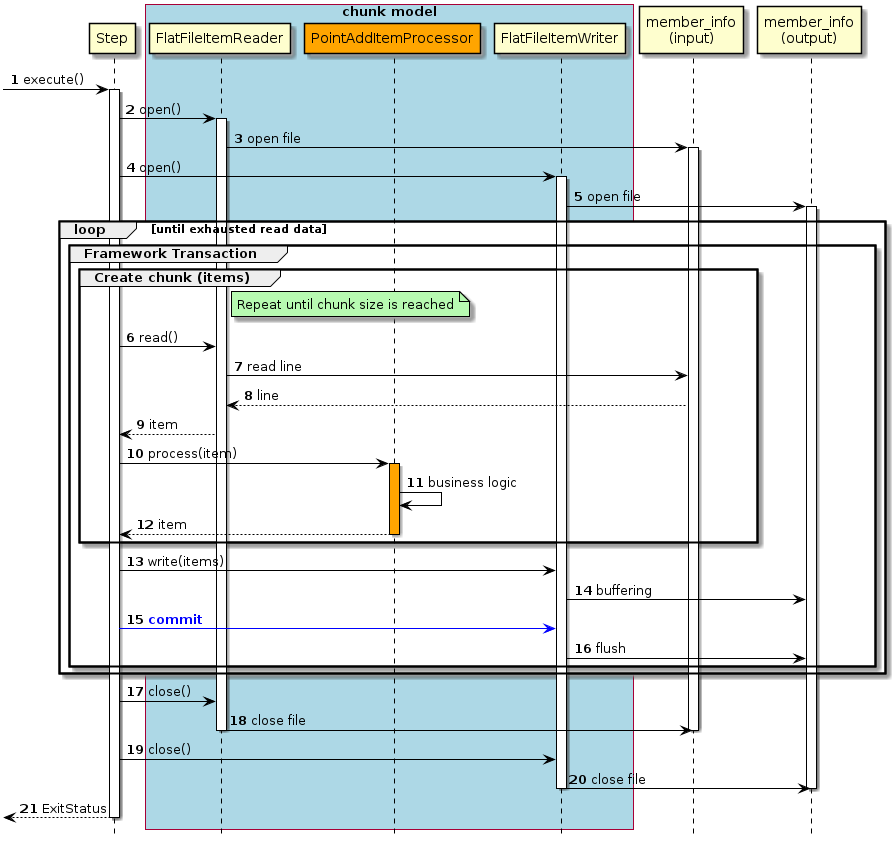 chunk model
member_info
(input)
member_info
(output)
Step
FlatFileItemReader
PointAddItemProcessor
FlatFileItemWriter
1 execute()
2 open()
3 open file
4 open()
5 open file
loop [until exhausted read data]
Framework Transaction
Create chunk (items)
Repeat until chunk size is reached
6 read()
7 read line
8 line
9 item
10 process(item)
11 business logic
12 item
13 write(items)
14 buffering
15 commit
16 flush
17 close()
18 close file
19 close()
20 close file
21 ExitStatus